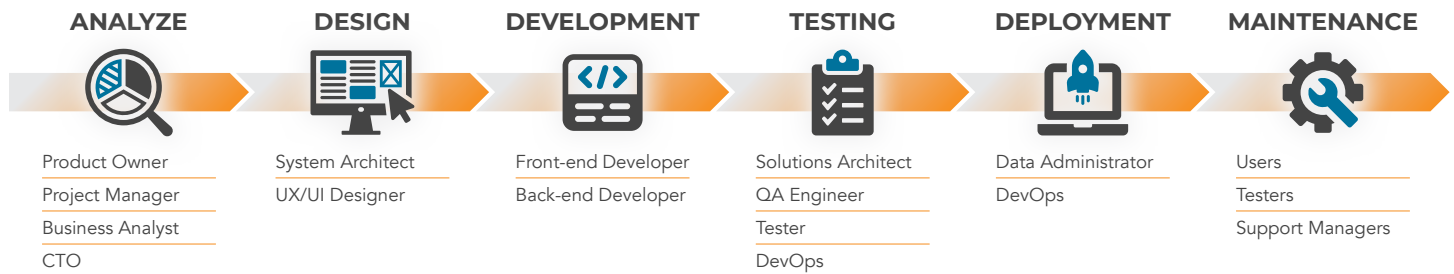 ANALYZE
Product Owner
Project Manager
Business Analyst
CTO
DESIGN
System Architect
UX/UI Designer
DEVELOPMENT
</>
Front-end Developer
Back-end Developer
TESTING
Solutions Architect
QA Engineer
Tester
DevOps
DEPLOYMENT
Data Administrator
DevOps
MAINTENANCE
Users
Testers
Support Managers